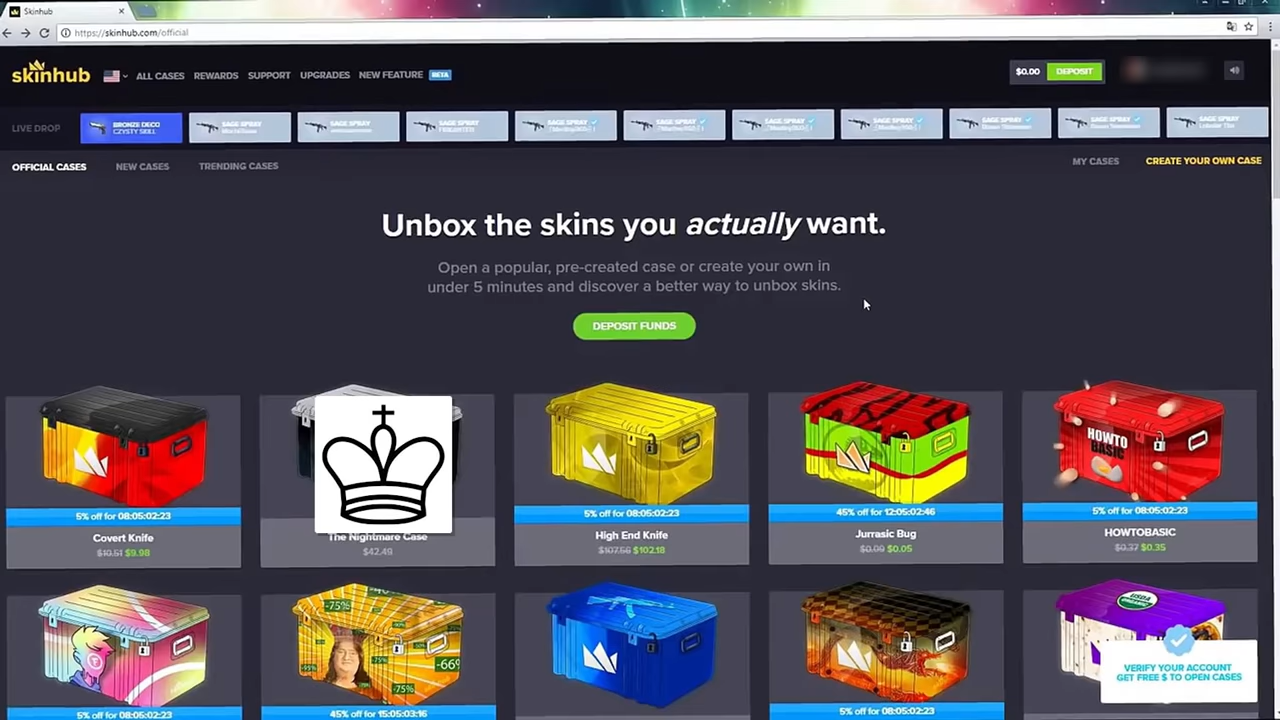 Skinhub
https://skinhub.com/official
skinhub
ALL CASES
REWARDS
SUPPORT
UPGRADES
NEW FEATURE
BETA
$0.00
DEPOSIT
LIVE DROP
BRONZE DECO
CZYSTY SKILL
SAGE SPRAY
SAGE SPRAY
SAGE SPRAY
SAGE SPRAY
SAGE SPRAY
SAGE SPRAY
SAGE SPRAY
SAGE SPRAY
SAGE SPRAY
SAGE SPRAY
OFFICIAL CASES
NEW CASES
TRENDING CASES
MY CASES
CREATE YOUR OWN CASE
Unbox the skins you actually want.
Open a popular, pre-created case or create your own in
under 5 minutes and discover a better way to unbox skins.
DEPOSIT FUNDS
HOWTO
BASIC
5% off for 08:05:02:23
5% off for 08:05:02:23
45% off for 12:05:02:46
5% off for 08:05:02:23
Covert Knife
The Nightmare Case
High End Knife
Jurrasic Bug
HOWTOBASIC
$10.51 $9.98
$42.49
$107.56 $102.18
$0.09 $0.05
$0.37 $0.35
-75%
-66%
-75%
USDA
ORGANIC
VERIFY YOUR ACCOUNT
GET FREE $ TO OPEN CASES
5% off for 08:05:02:23
45% off for 15:05:03:16
5% off for 08:05:02:23